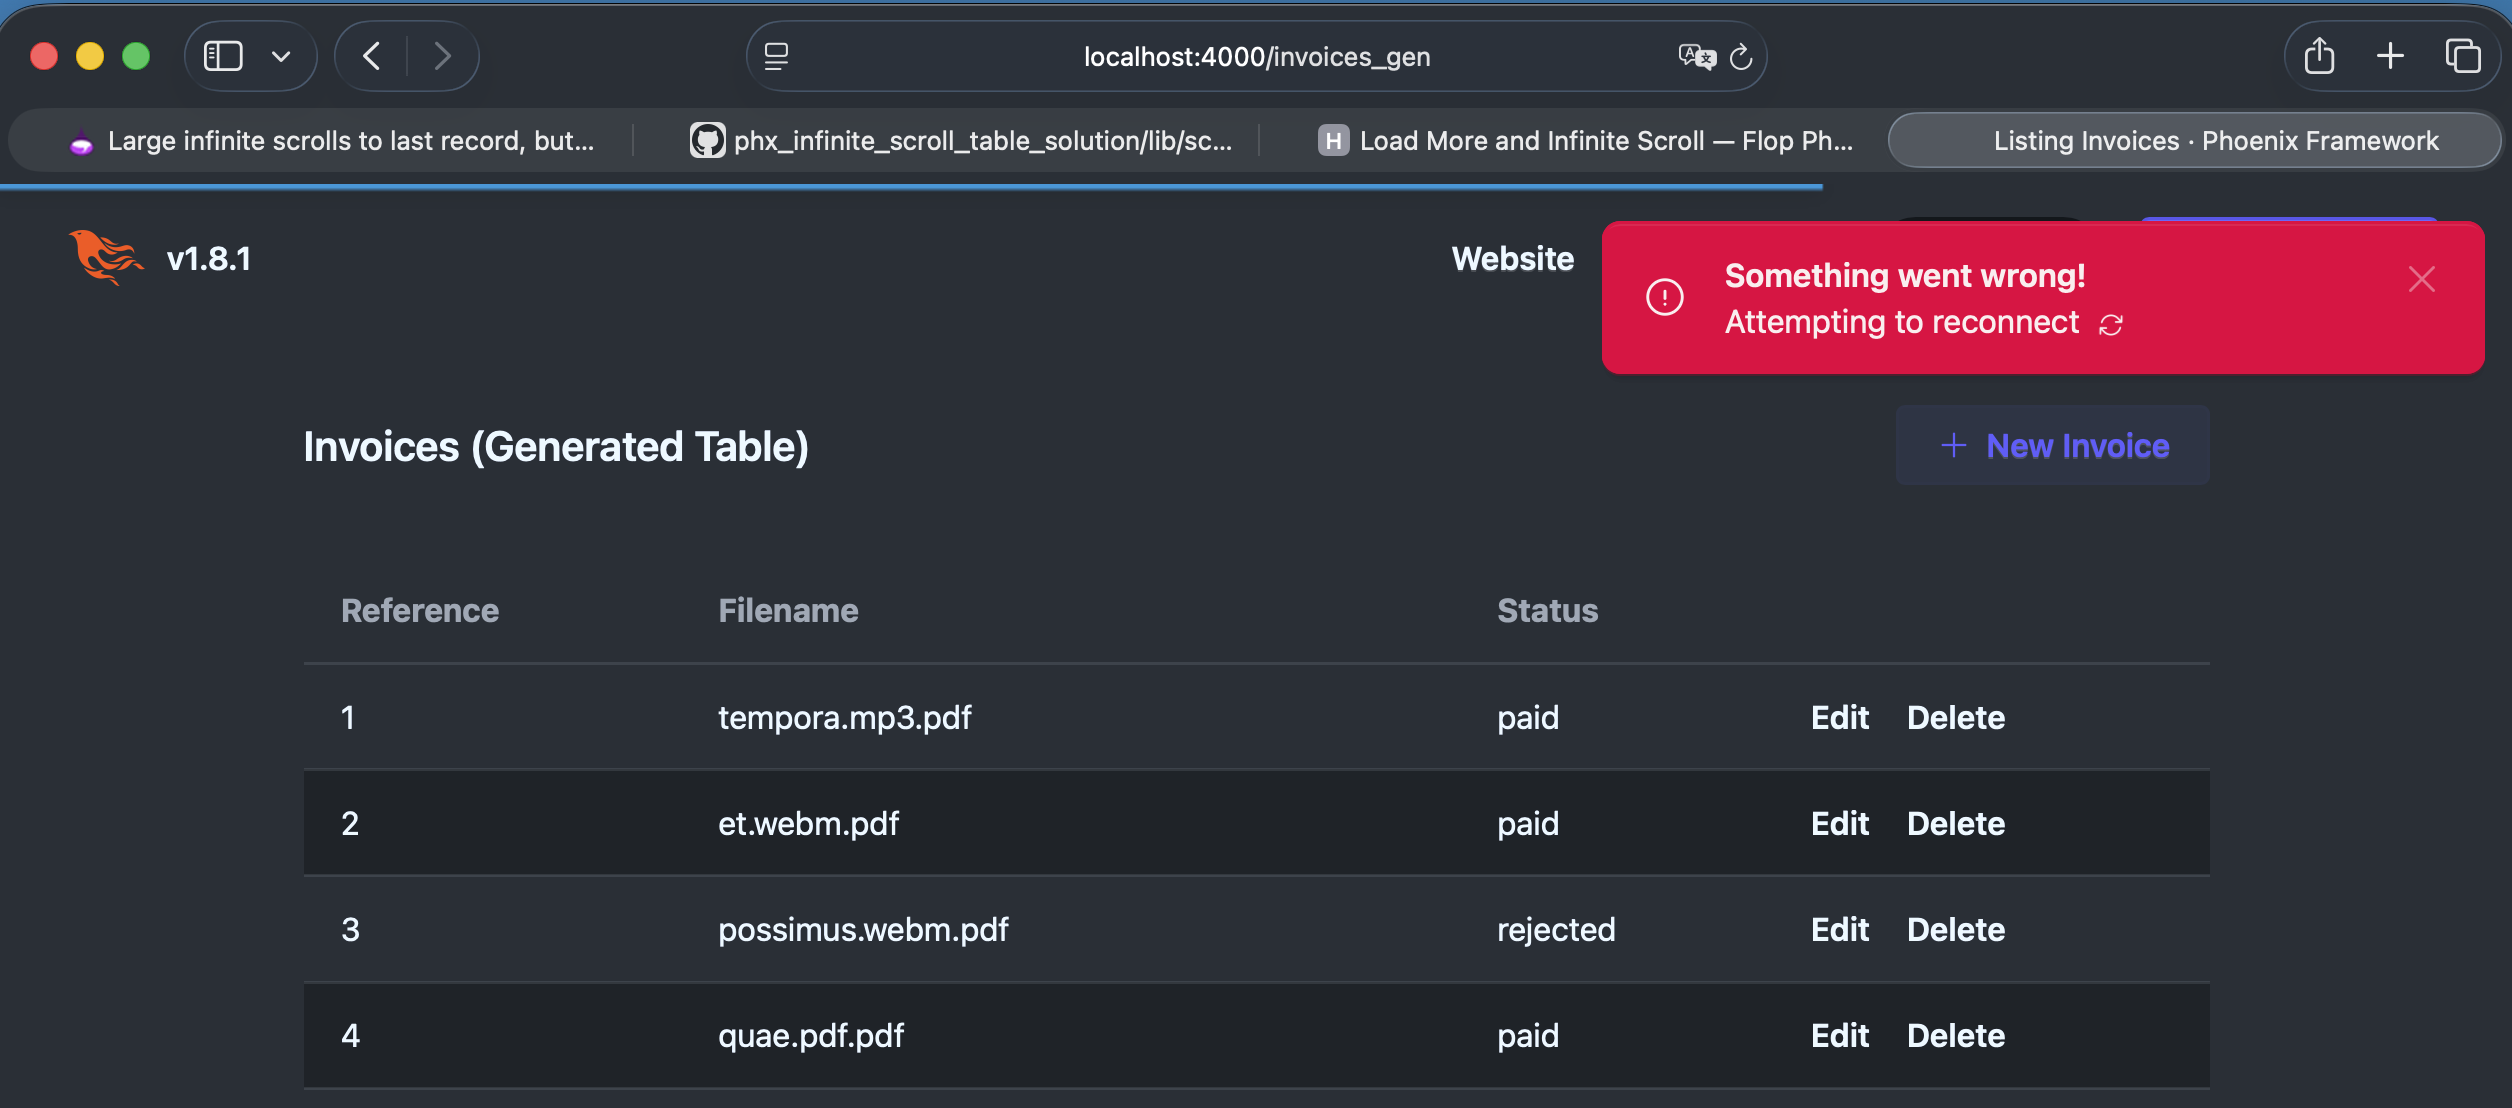 localhost:4000/invoices_gen
Large infinite scrolls to last record, but...
phx_infinite_scroll_table_solution/lib/sc...
H Load More and Infinite Scroll — Flop Ph...
Listing Invoices · Phoenix Framework
v1.8.1
Website
Something went wrong!
Attempting to reconnect
Invoices (Generated Table)
New Invoice
Reference Filename Status
1 tempora.mp3.pdf paid Edit Delete
2 et.webm.pdf paid Edit Delete
3 possimus.webm.pdf rejected Edit Delete
4 quae.pdf.pdf paid Edit Delete